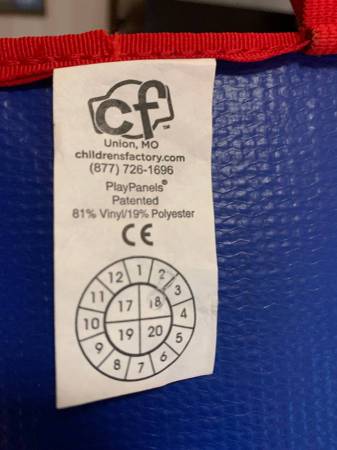 cf™
Union, MO
childrensfactory.com
(877) 726-1696
PlayPanels®
Patented
81% Vinyl/19% Polyester
CE
12 1 2 3 4 5 6 7 8 9 10 11
17 18
19 20